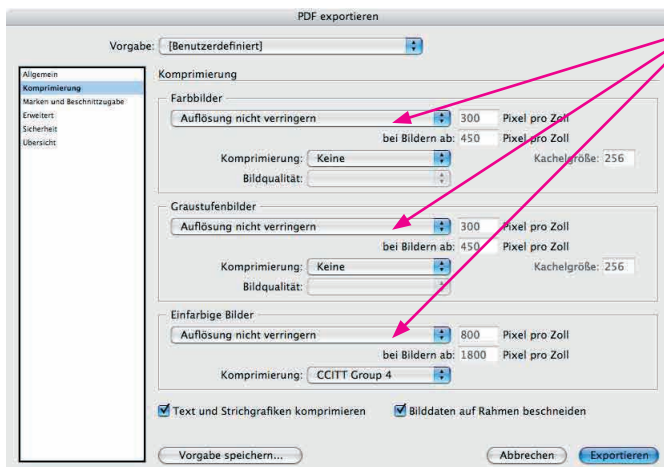 PDF exportieren
Vorgabe: [Benutzerdefiniert]
Allgemein
Komprimierung
Marken und Beschnittzugabe
Erweitert
Sicherheit
Übersicht
Komprimierung
Farbbilder
Auflösung nicht verringern 300 Pixel pro Zoll
bei Bildern ab: 450 Pixel pro Zoll
Komprimierung: Keine Kachelgröße: 256
Bildqualität:
Graustufenbilder
Auflösung nicht verringern 300 Pixel pro Zoll
bei Bildern ab: 450 Pixel pro Zoll
Komprimierung: Keine Kachelgröße: 256
Bildqualität:
Einfarbige Bilder
Auflösung nicht verringern 800 Pixel pro Zoll
bei Bildern ab: 1800 Pixel pro Zoll
Komprimierung: CCITT Group 4
Text und Strichgrafiken komprimieren Bilddaten auf Rahmen beschneiden
Vorgabe speichern... Abbrechen Exportieren